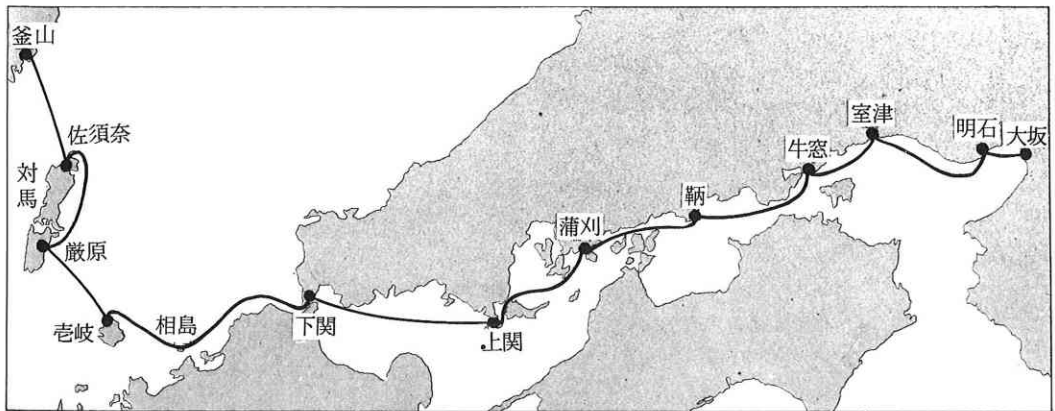 釜山
佐須奈
対馬
厳原
壱岐
相島
下関
上関
蒲刈
鞆
牛窓
室津
明石
大坂